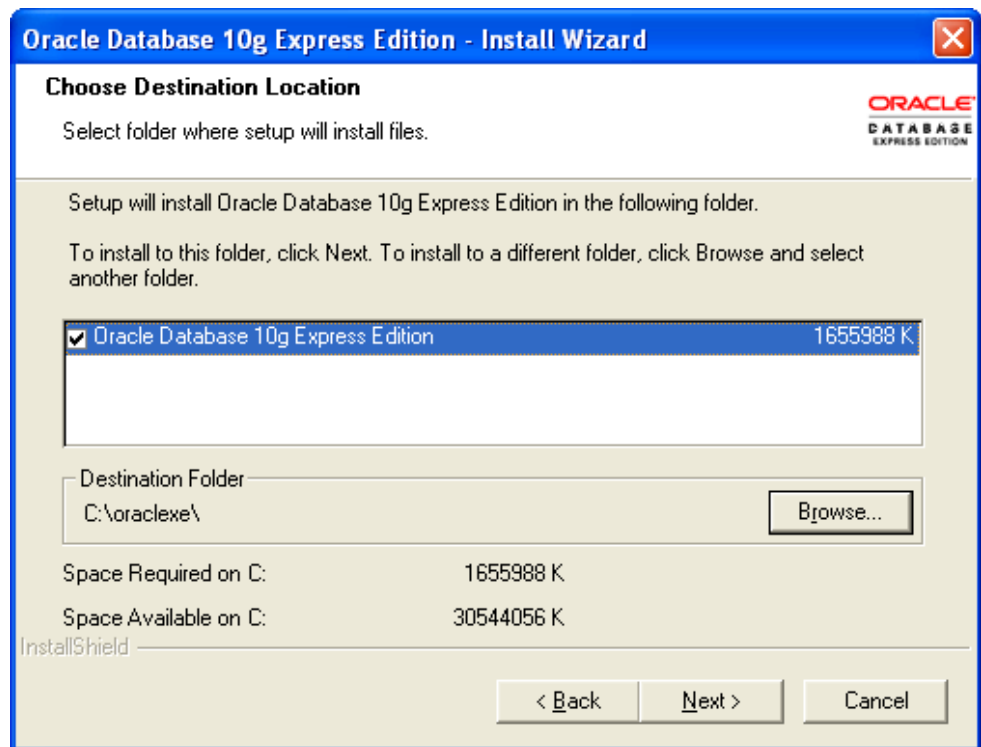 Oracle Database 10g Express Edition - Install Wizard
Choose Destination Location
Select folder where setup will install files.
ORACLE
DATABASE
EXPRESS EDITION
Setup will install Oracle Database 10g Express Edition in the following folder.
To install to this folder, click Next. To install to a different folder, click Browse and select
another folder.
Oracle Database 10g Express Edition 1655988 K
Destination Folder
C:\oraclexe\
Browse...
Space Required on C: 1655988 K
Space Available on C: 30544056 K
InstallShield
< Back Next > Cancel